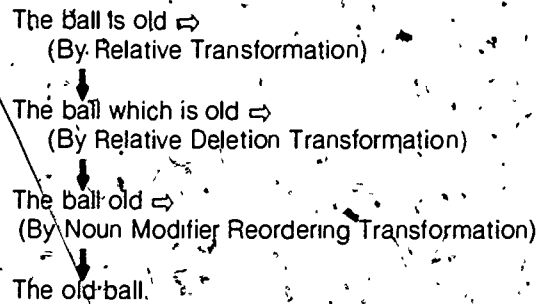 The ball is old ⇨
(By Relative Transformation)
The ball which is old ⇨
(By Relative Deletion Transformation)
The ball old ⇨
(By Noun Modifier Reordering Transformation)
The old ball.